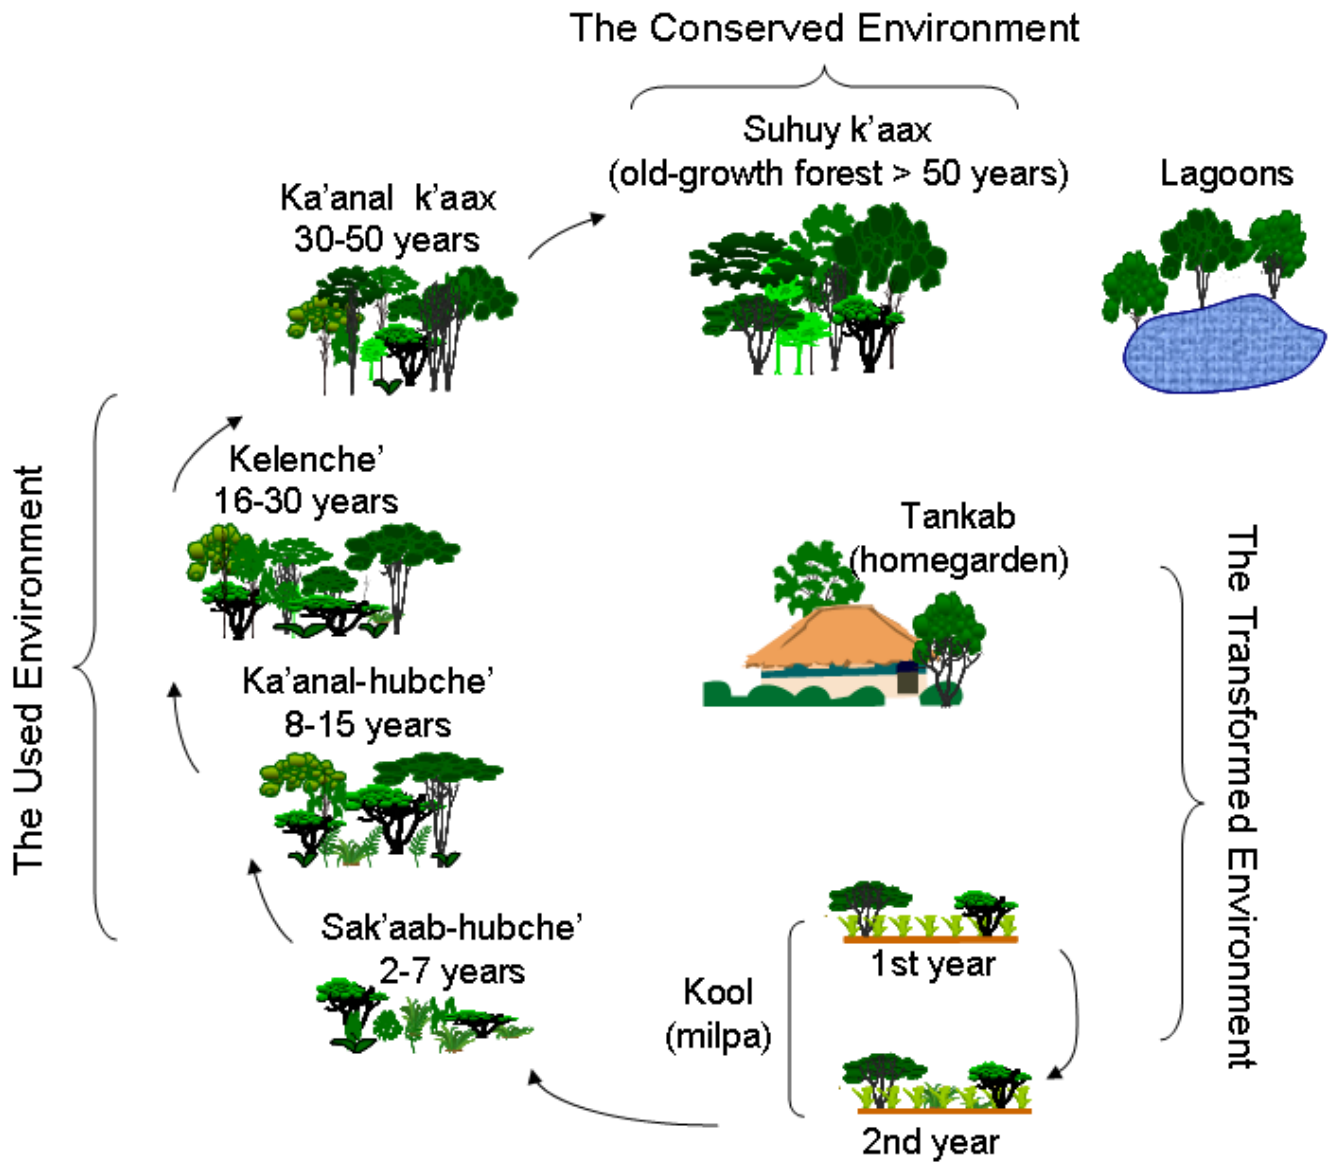 The Conserved Environment
Suhuy k'aax
(old-growth forest > 50 years)
Lagoons
Ka'anal k'aax
30-50 years
Kelenche'
16-30 years
The Used Environment
Tankab
(homegarden)
The Transformed Environment
Ka'anal-hubche'
8-15 years
Sak'aab-hubche'
2-7 years
Kool
(milpa)
1st year
2nd year